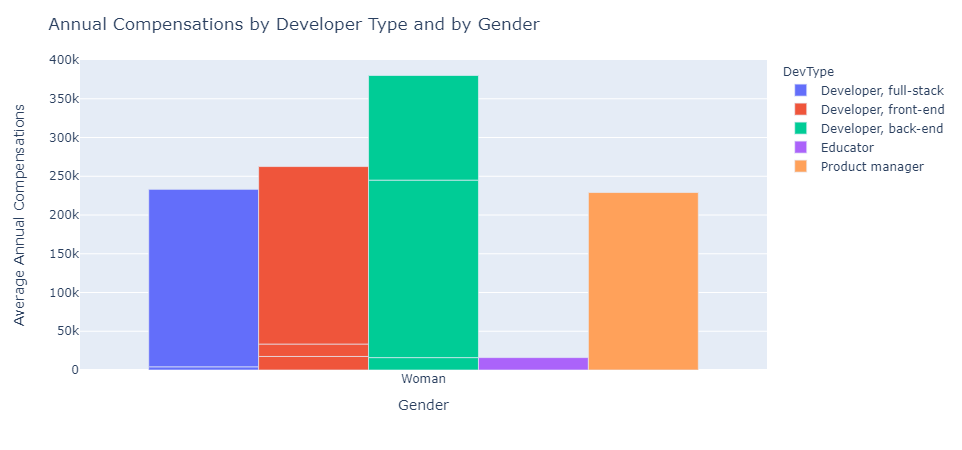 Annual Compensations by Developer Type and by Gender
400k
350k
300k
250k
200k
150k
100k
50k
0
Average Annual Compensations
Woman
Gender
DevType
Developer, full-stack
Developer, front-end
Developer, back-end
Educator
Product manager